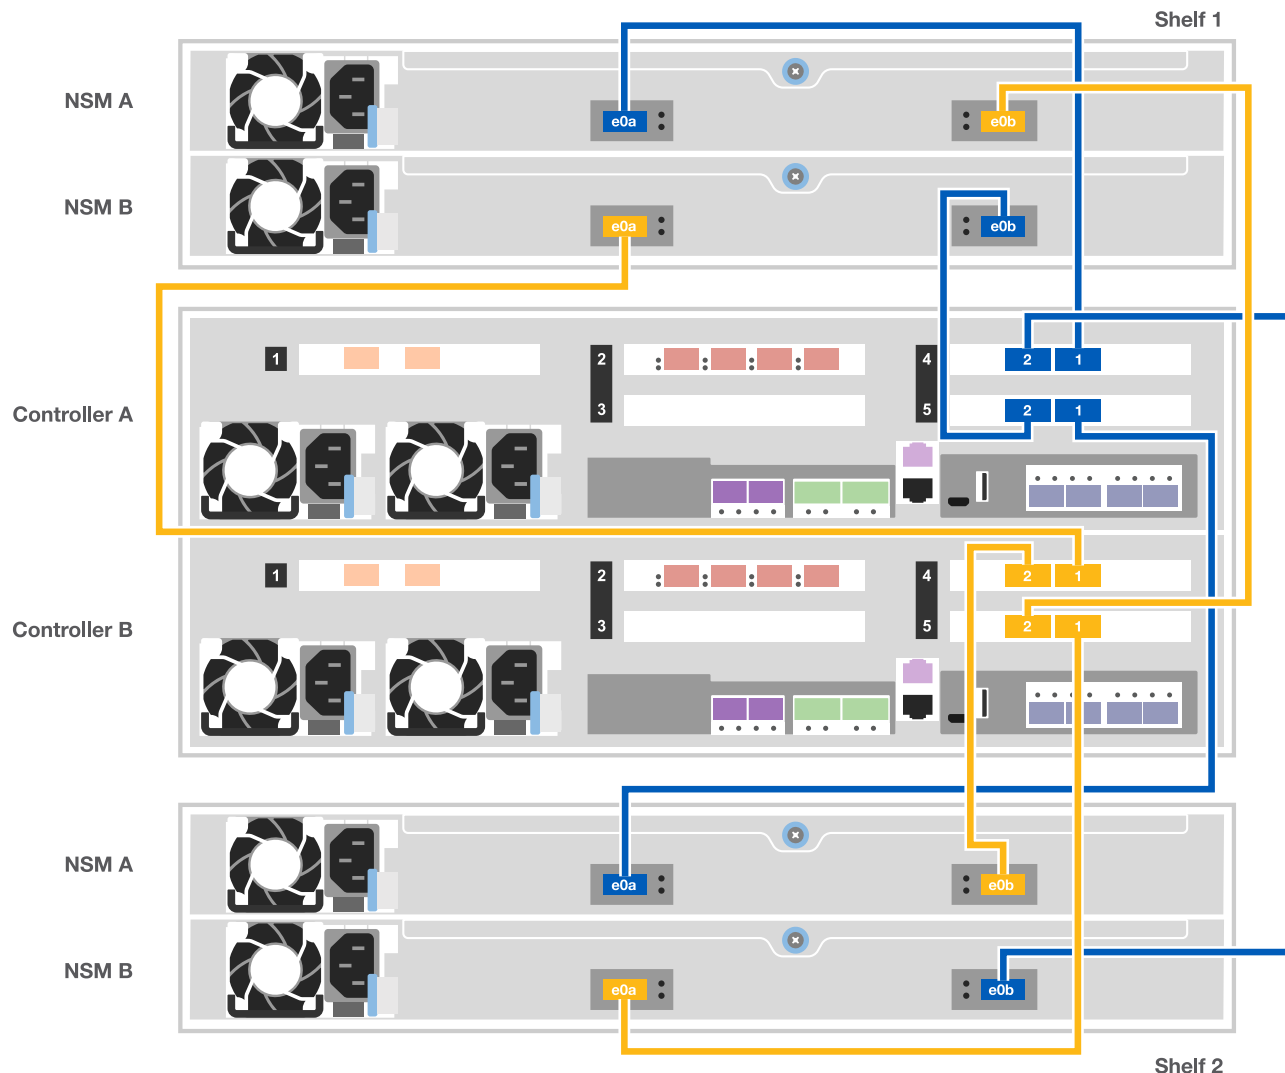 Shelf 1
NSM A
e0a
e0b
NSM B
e0a
e0b
1
2
4
2 1
Controller A
3
5
2 1
1
2
4
2 1
Controller B
3
5
2 1
NSM A
e0a
e0b
NSM B
e0a
e0b
Shelf 2